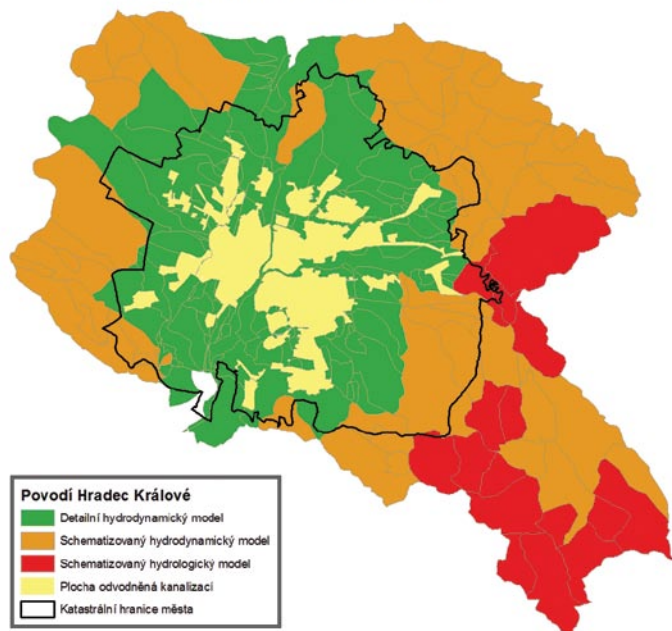 Povodí Hradec Králové
Detailní hydrodynamický model
Schematizovaný hydrodynamický model
Schematizovaný hydrologický model
Plocha odvodněná kanalizací
Katastrální hranice města